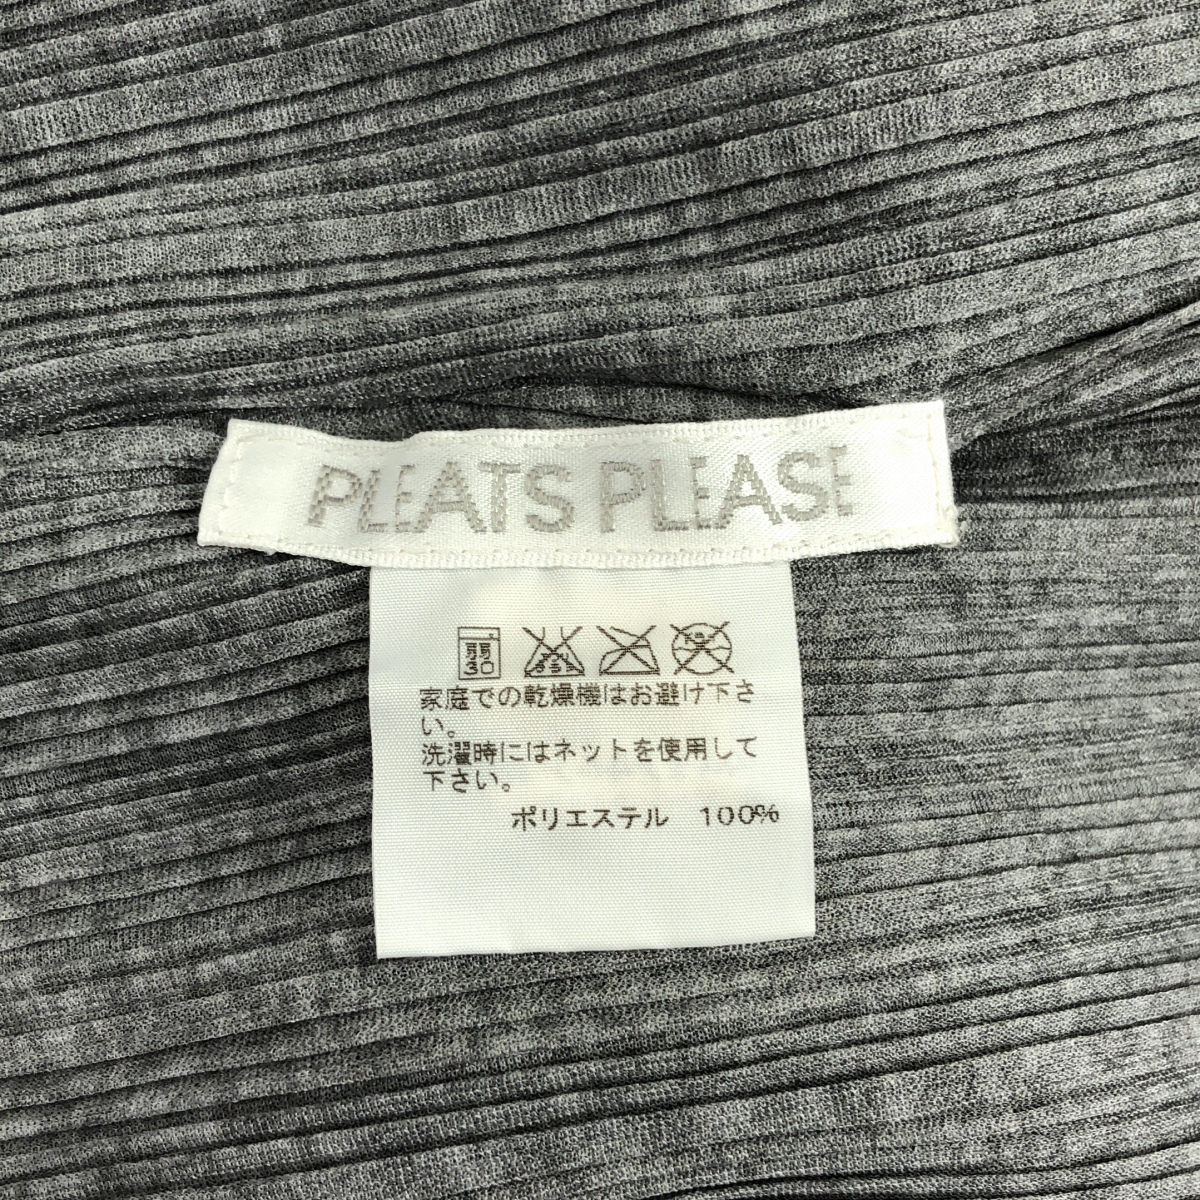 PLEATS PLEASE
弱
30
家庭での乾燥機はお避け下さ
い。
洗濯時にはネットを使用して
下さい。
ポリエステル 100%